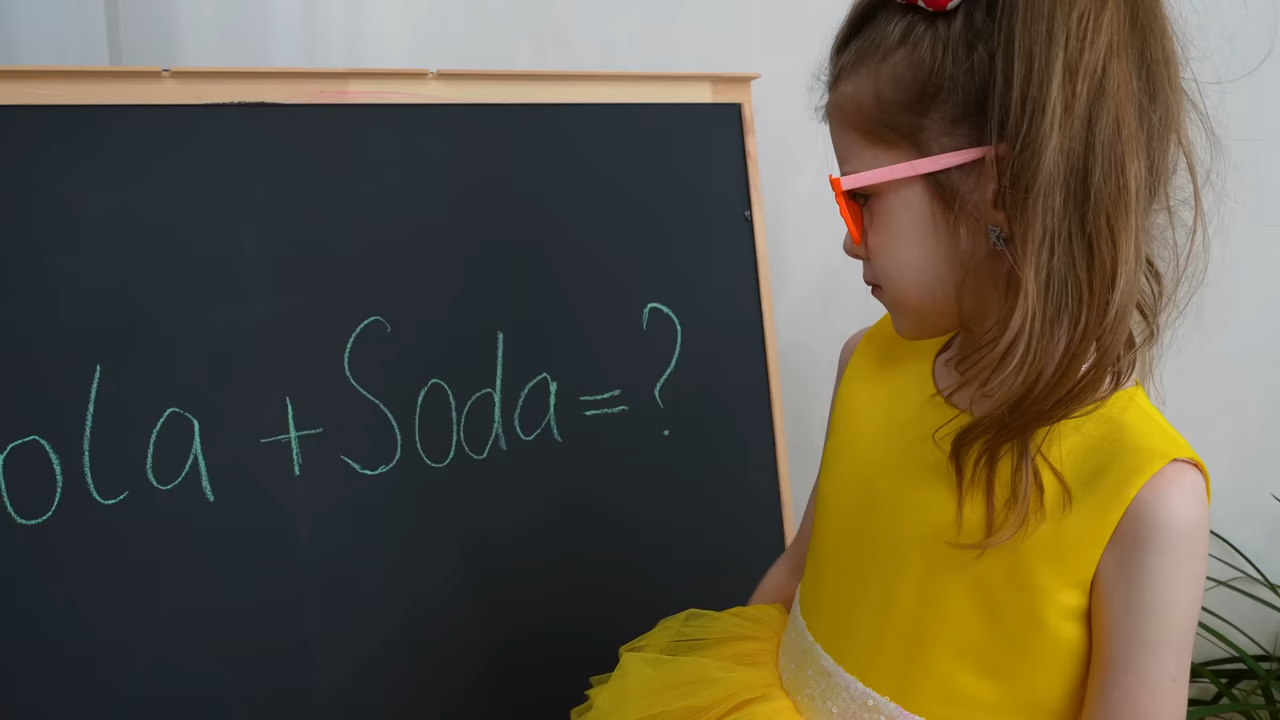 ola + Soda = ?